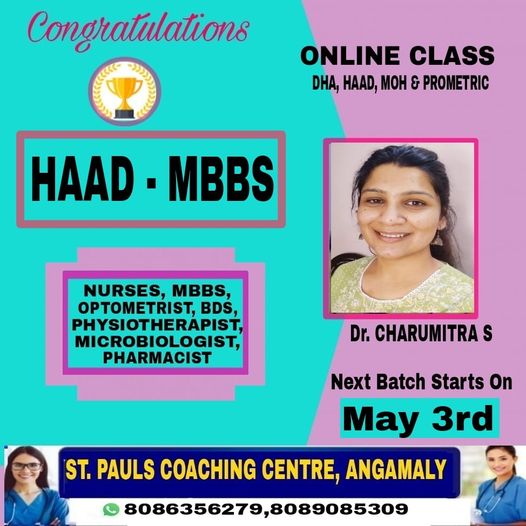 Congratulations
ONLINE CLASS
DHA, HAAD, MOH & PROMETRIC
HAAD - MBBS
NURSES, MBBS,
OPTOMETRIST, BDS,
PHYSIOTHERAPIST,
MICROBIOLOGIST,
PHARMACIST
Dr. CHARUMITRA S
Next Batch Starts On
May 3rd
ST. PAULS COACHING CENTRE, ANGAMALY
8086356279,8089085309